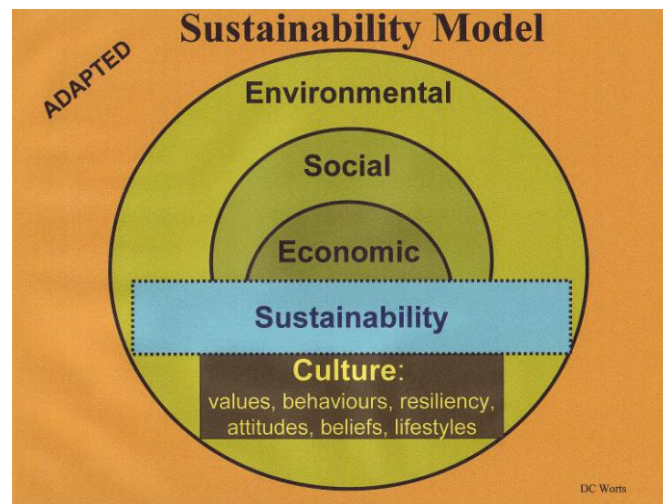 Sustainability Model
ADAPTED
Environmental
Social
Economic
Sustainability
Culture:
values, behaviours, resiliency,
attitudes, beliefs, lifestyles
DC Worts